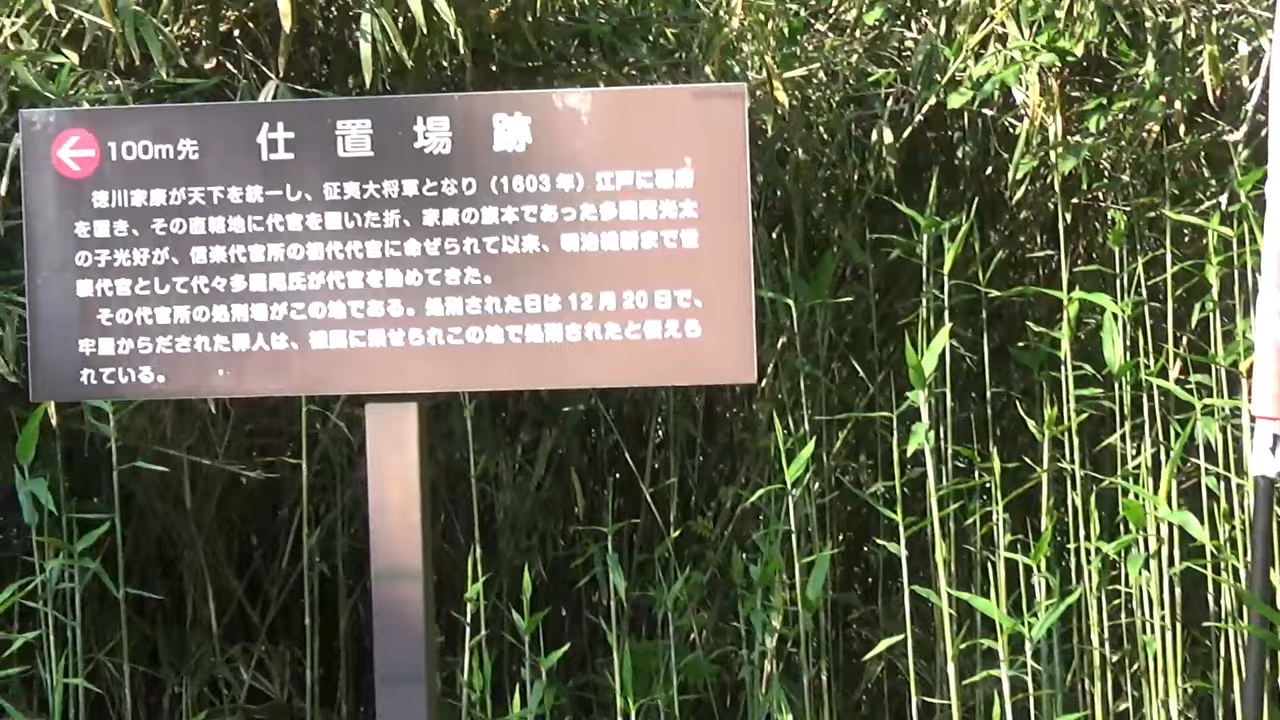 100m先 仕置場跡
徳川家康が天下を統一し、征夷大将軍となり（1603年）江戸に幕府
を置き、その直轄地に代官を置いた折、家康の旗本であった多羅尾光太
の子光好が、信楽代官所の初代代官に命ぜられて以来、明治維新まで世
襲代官として代々多羅尾氏が代官を勤めてきた。
その代官所の処刑場がこの地である。処刑された日は12月20日で、
牢屋からだされた罪人は、に乗せられこの地で処刑されたと伝えら
れている。